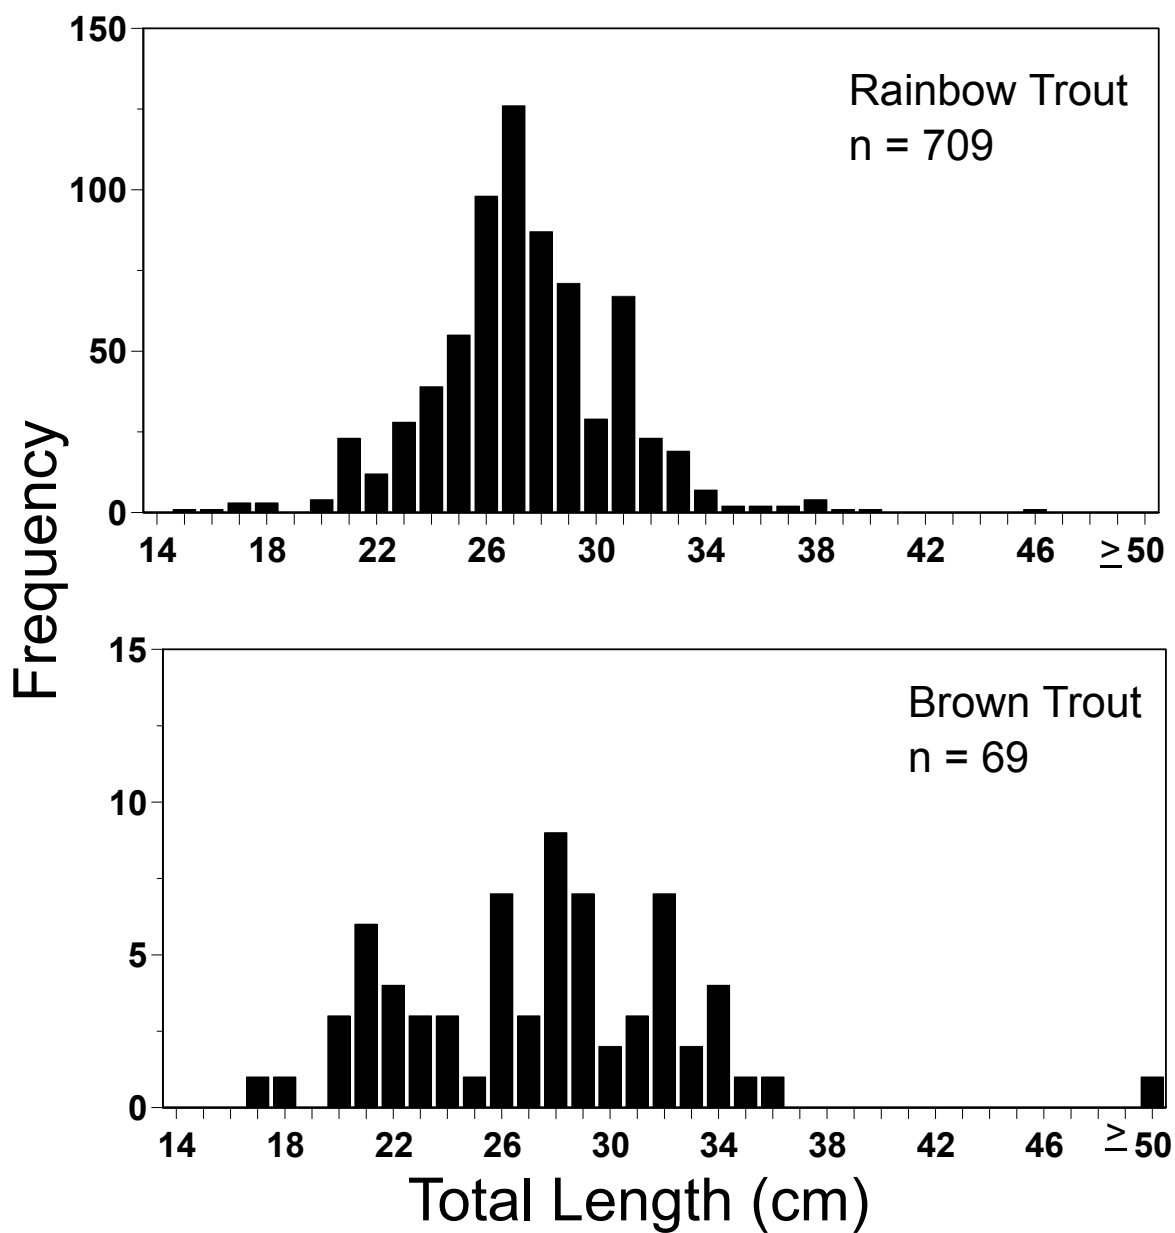 150
Rainbow Trout
n = 709
100
50
0
14 18 22 26 30 34 38 42 46 ≥ 50
Frequency
15
Brown Trout
n = 69
10
5
0
14 18 22 26 30 34 38 42 46 ≥ 50
Total Length (cm)